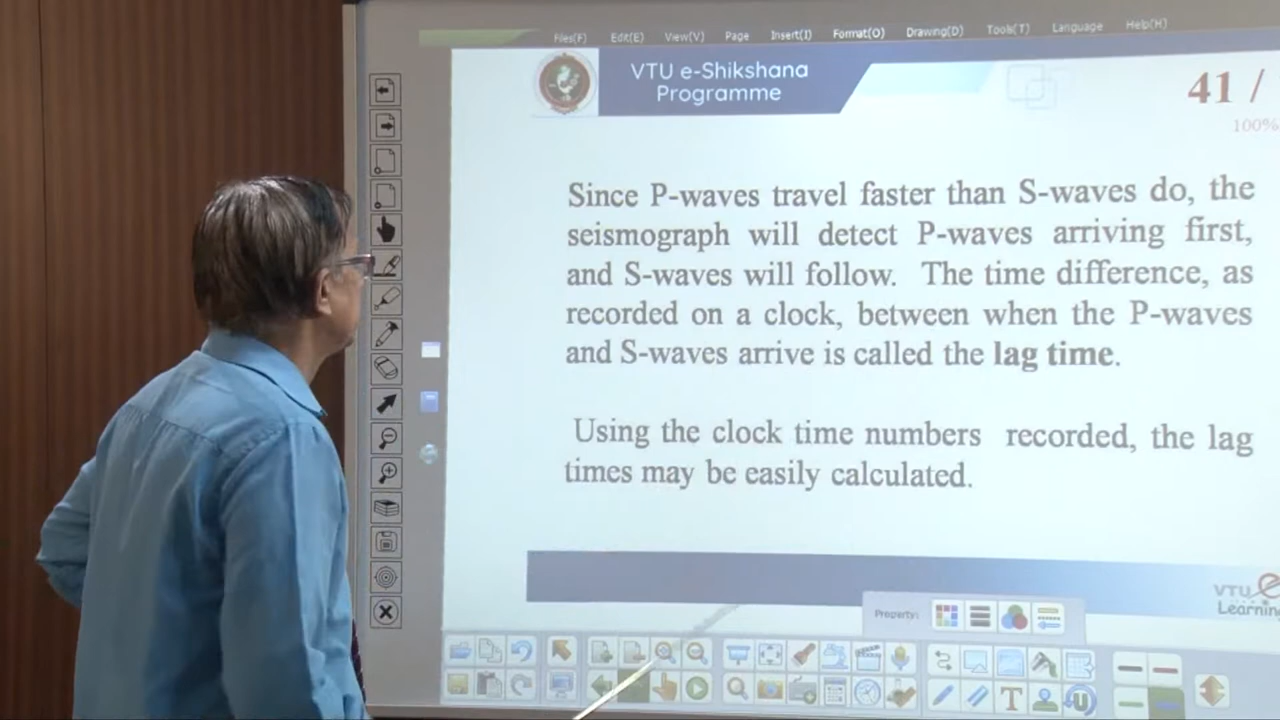 Files(F) Edit(E) View(V) Page Insert(I) Format(O) Drawing(D) Tools(T) Language Help(H)
VTU e-Shikshana
Programme
41 /
100%
Since P-waves travel faster than S-waves do, the
seismograph will detect P-waves arriving first,
and S-waves will follow. The time difference, as
recorded on a clock, between when the P-waves
and S-waves arrive is called the lag time.
Using the clock time numbers recorded, the lag
times may be easily calculated.
VTU e
Learning
Property: